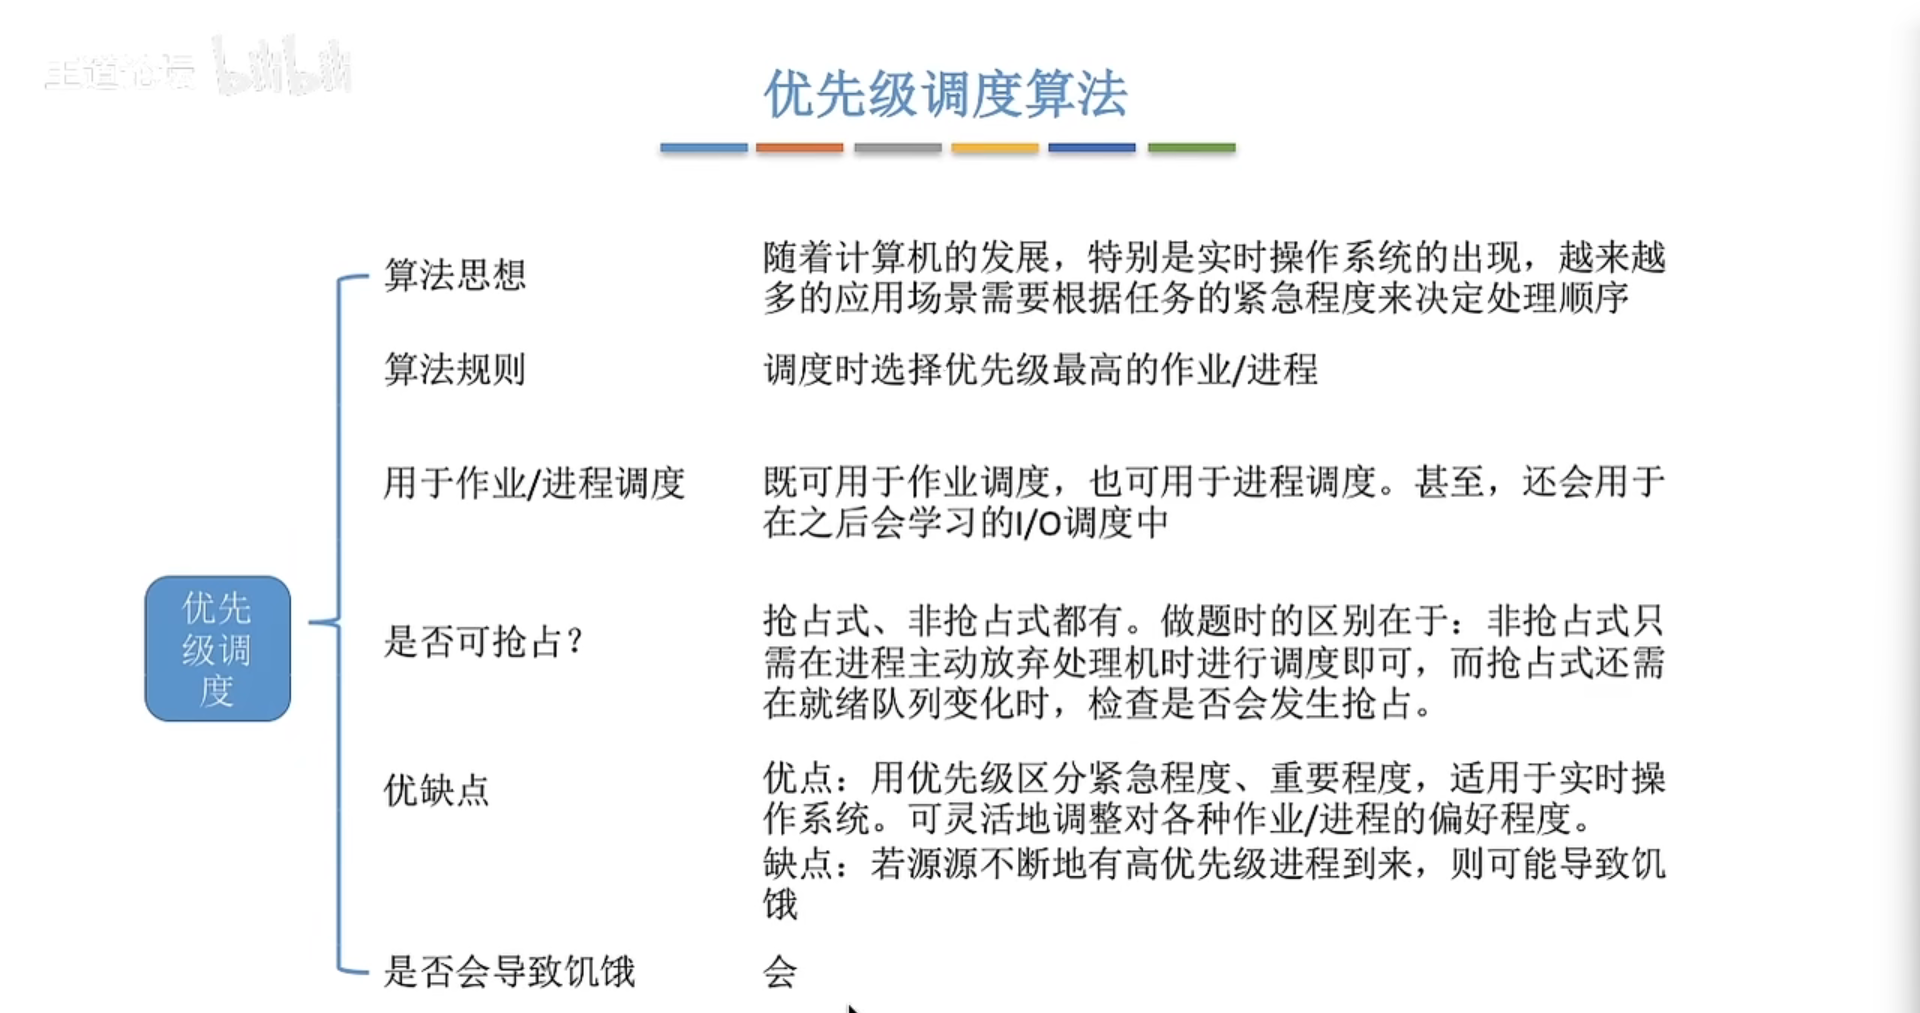 王道论坛 bilibili
优先级调度算法
算法思想
随着计算机的发展，特别是实时操作系统的出现，越来越
多的应用场景需要根据任务的紧急程度来决定处理顺序
算法规则
调度时选择优先级最高的作业/进程
用于作业/进程调度
既可用于作业调度，也可用于进程调度。甚至，还会用于
在之后会学习的I/O调度中
优先
级调
度
是否可抢占？
抢占式、非抢占式都有。做题时的区别在于：非抢占式只
需在进程主动放弃处理机时进行调度即可，而抢占式还需
在就绪队列变化时，检查是否会发生抢占。
优缺点
优点：用优先级区分紧急程度、重要程度，适用于实时操
作系统。可灵活地调整对各种作业/进程的偏好程度。
缺点：若源源不断地有高优先级进程到来，则可能导致饥
饿
是否会导致饥饿
会